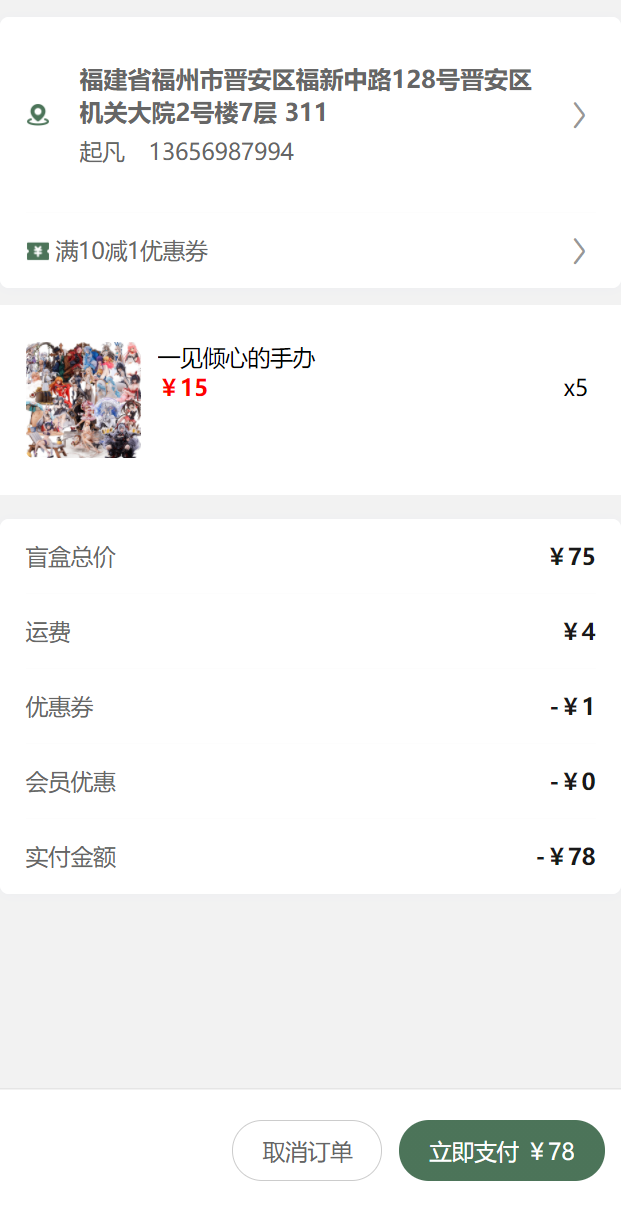 福建省福州市晋安区福新中路128号晋安区
机关大院2号楼7层 311
起凡 13656987994
满10减1优惠券
一见倾心的手办
¥15
x5
盲盒总价 ¥75
运费 ¥4
优惠券 -¥1
会员优惠 -¥0
实付金额 -¥78
取消订单 立即支付 ¥78